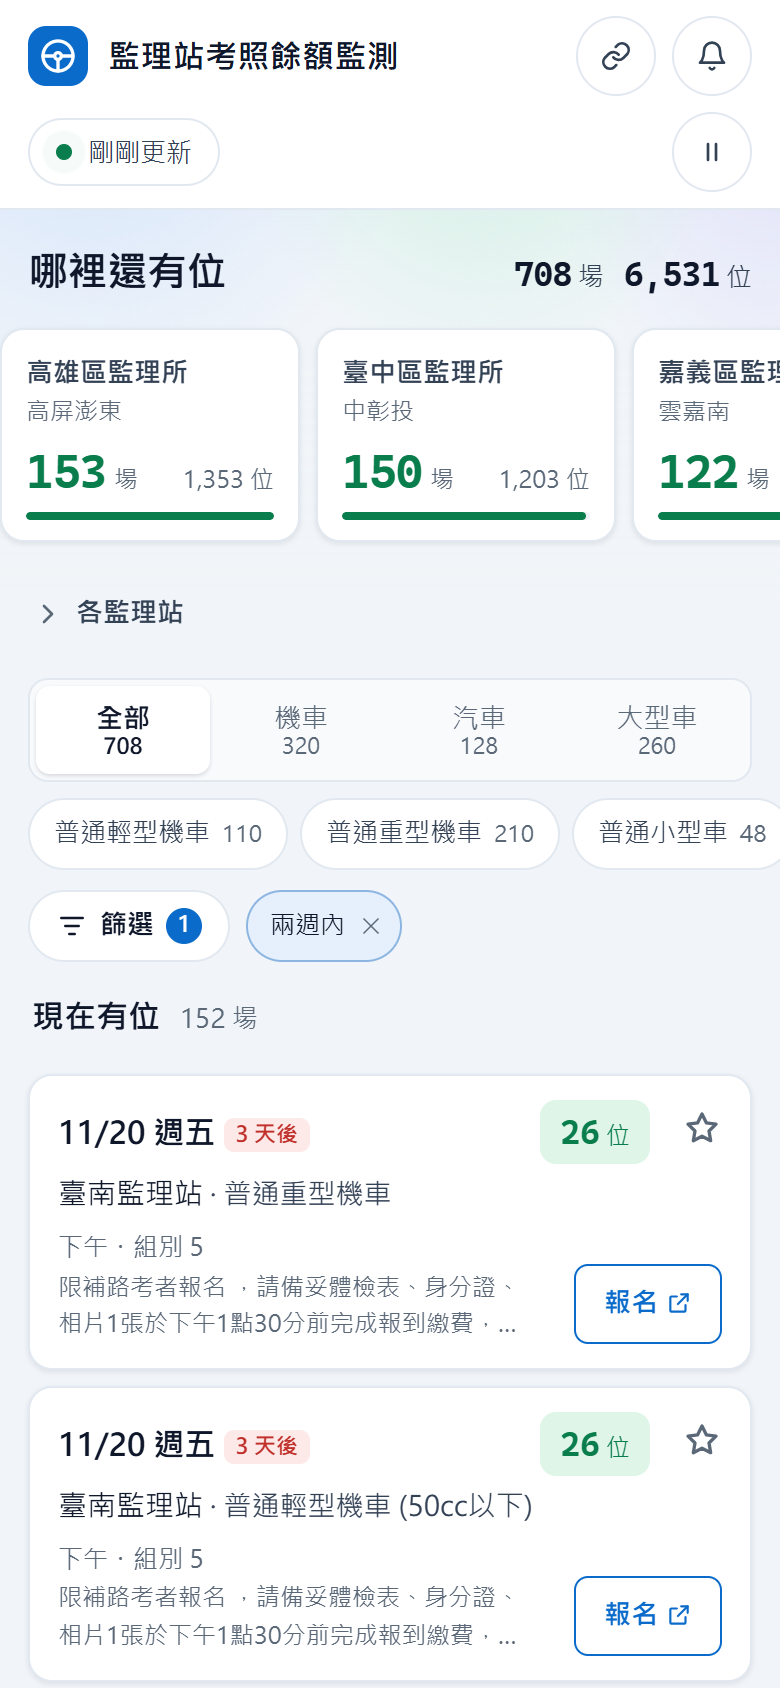 監理站考照餘額監測
剛剛更新
哪裡還有位
708 場 6,531 位
高雄區監理所
高屏澎東
153 場 1,353 位
臺中區監理所
中彰投
150 場 1,203 位
嘉義區監理
雲嘉南
122 場
各監理站
全部
708
機車
320
汽車
128
大型車
260
普通輕型機車 110
普通重型機車 210
普通小型車 48
篩選 1
兩週內
現在有位 152 場
11/20 週五 3 天後
26 位
臺南監理站 · 普通重型機車
下午 · 組別 5
限補路考者報名 ，請備妥體檢表、身分證、
相片1張於下午1點30分前完成報到繳費，...
報名
11/20 週五 3 天後
26 位
臺南監理站 · 普通輕型機車 (50cc以下)
下午 · 組別 5
限補路考者報名 ，請備妥體檢表、身分證、
相片1張於下午1點30分前完成報到繳費，...
報名